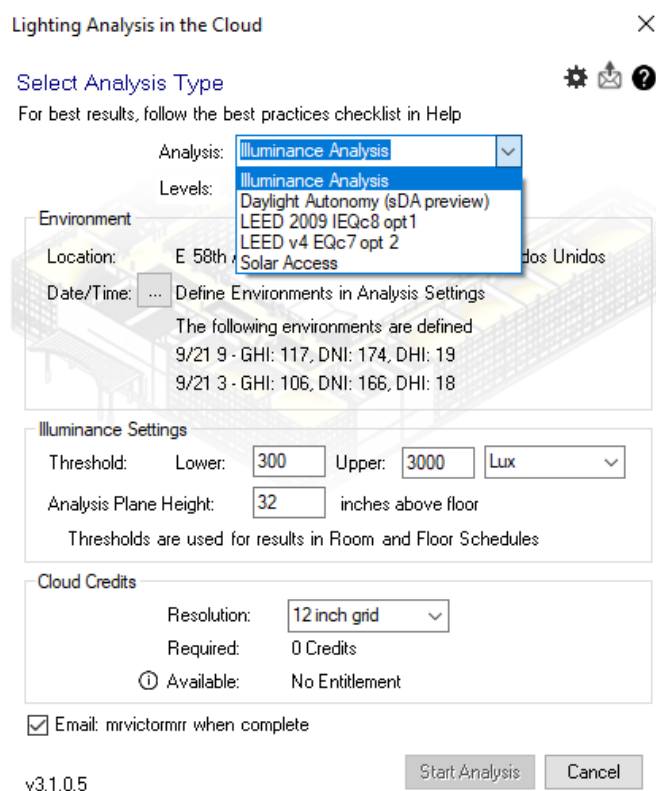 Lighting Analysis in the Cloud
Select Analysis Type
For best results, follow the best practices checklist in Help
Analysis: Illuminance Analysis
Illuminance Analysis
Daylight Autonomy (sDA preview)
LEED 2009 IEQc8 opt1
LEED v4 EQc7 opt 2
Solar Access
Levels:
Environment
Location: E 58th dos Unidos
Date/Time: ... Define Environments in Analysis Settings
The following environments are defined
9/21 9 - GHI: 117, DNI: 174, DHI: 19
9/21 3 - GHI: 106, DNI: 166, DHI: 18
Illuminance Settings
Threshold: Lower: 300 Upper: 3000 Lux
Analysis Plane Height: 32 inches above floor
Thresholds are used for results in Room and Floor Schedules
Cloud Credits
Resolution: 12 inch grid
Required: 0 Credits
Available: No Entitlement
Email: mrvictormrr when complete
Start Analysis Cancel
v3.1.0.5